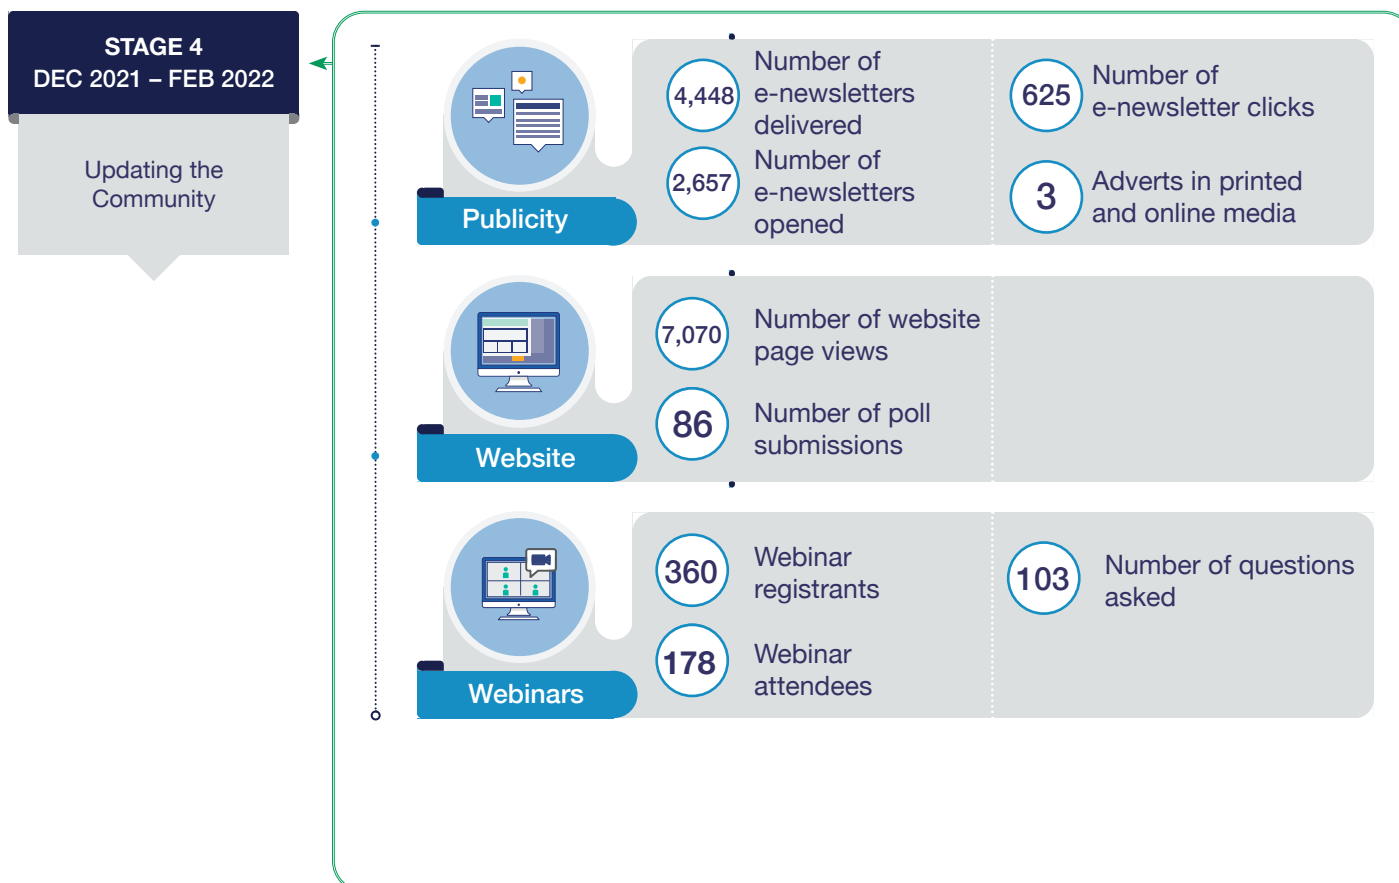 STAGE 4
DEC 2021 – FEB 2022
Updating the
Community
Publicity
4,448
Number of
e-newsletters
delivered
2,657
Number of
e-newsletters
opened
625
Number of
e-newsletter clicks
3
Adverts in printed
and online media
Website
7,070
Number of website
page views
86
Number of poll
submissions
Webinars
360
Webinar
registrants
178
Webinar
attendees
103
Number of questions
asked